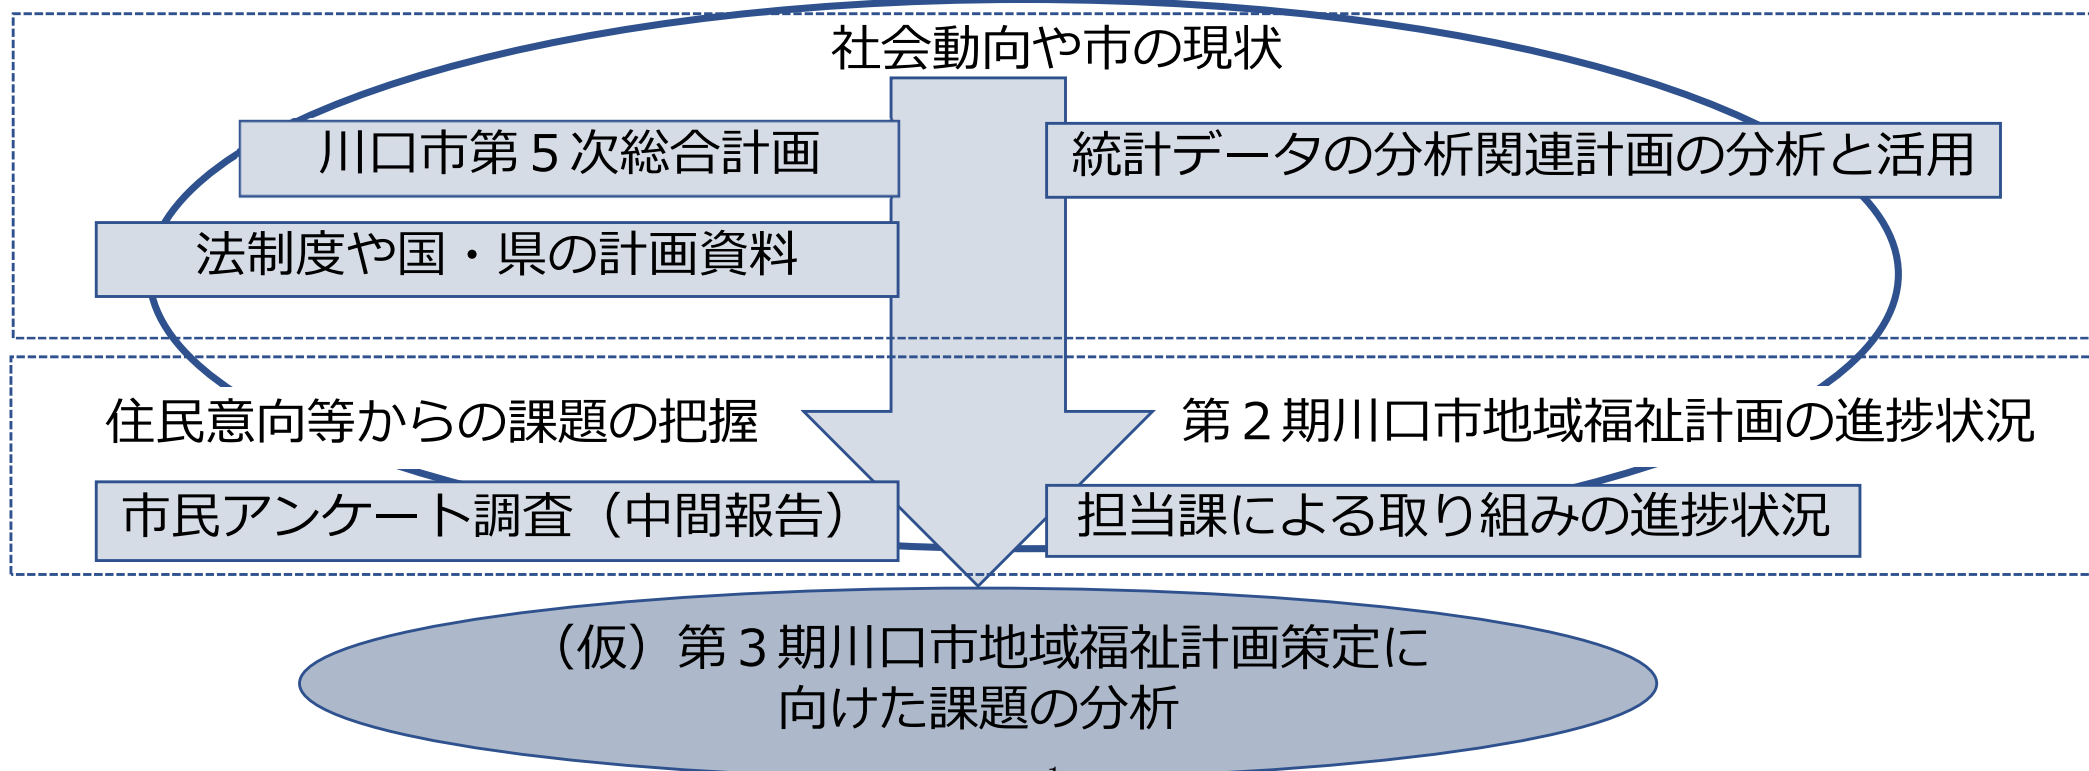 社会動向や市の現状
川口市第５次総合計画
統計データの分析関連計画の分析と活用
法制度や国・県の計画資料
住民意向等からの課題の把握
第２期川口市地域福祉計画の進捗状況
市民アンケート調査（中間報告）
担当課による取り組みの進捗状況
（仮）第３期川口市地域福祉計画策定に
向けた課題の分析